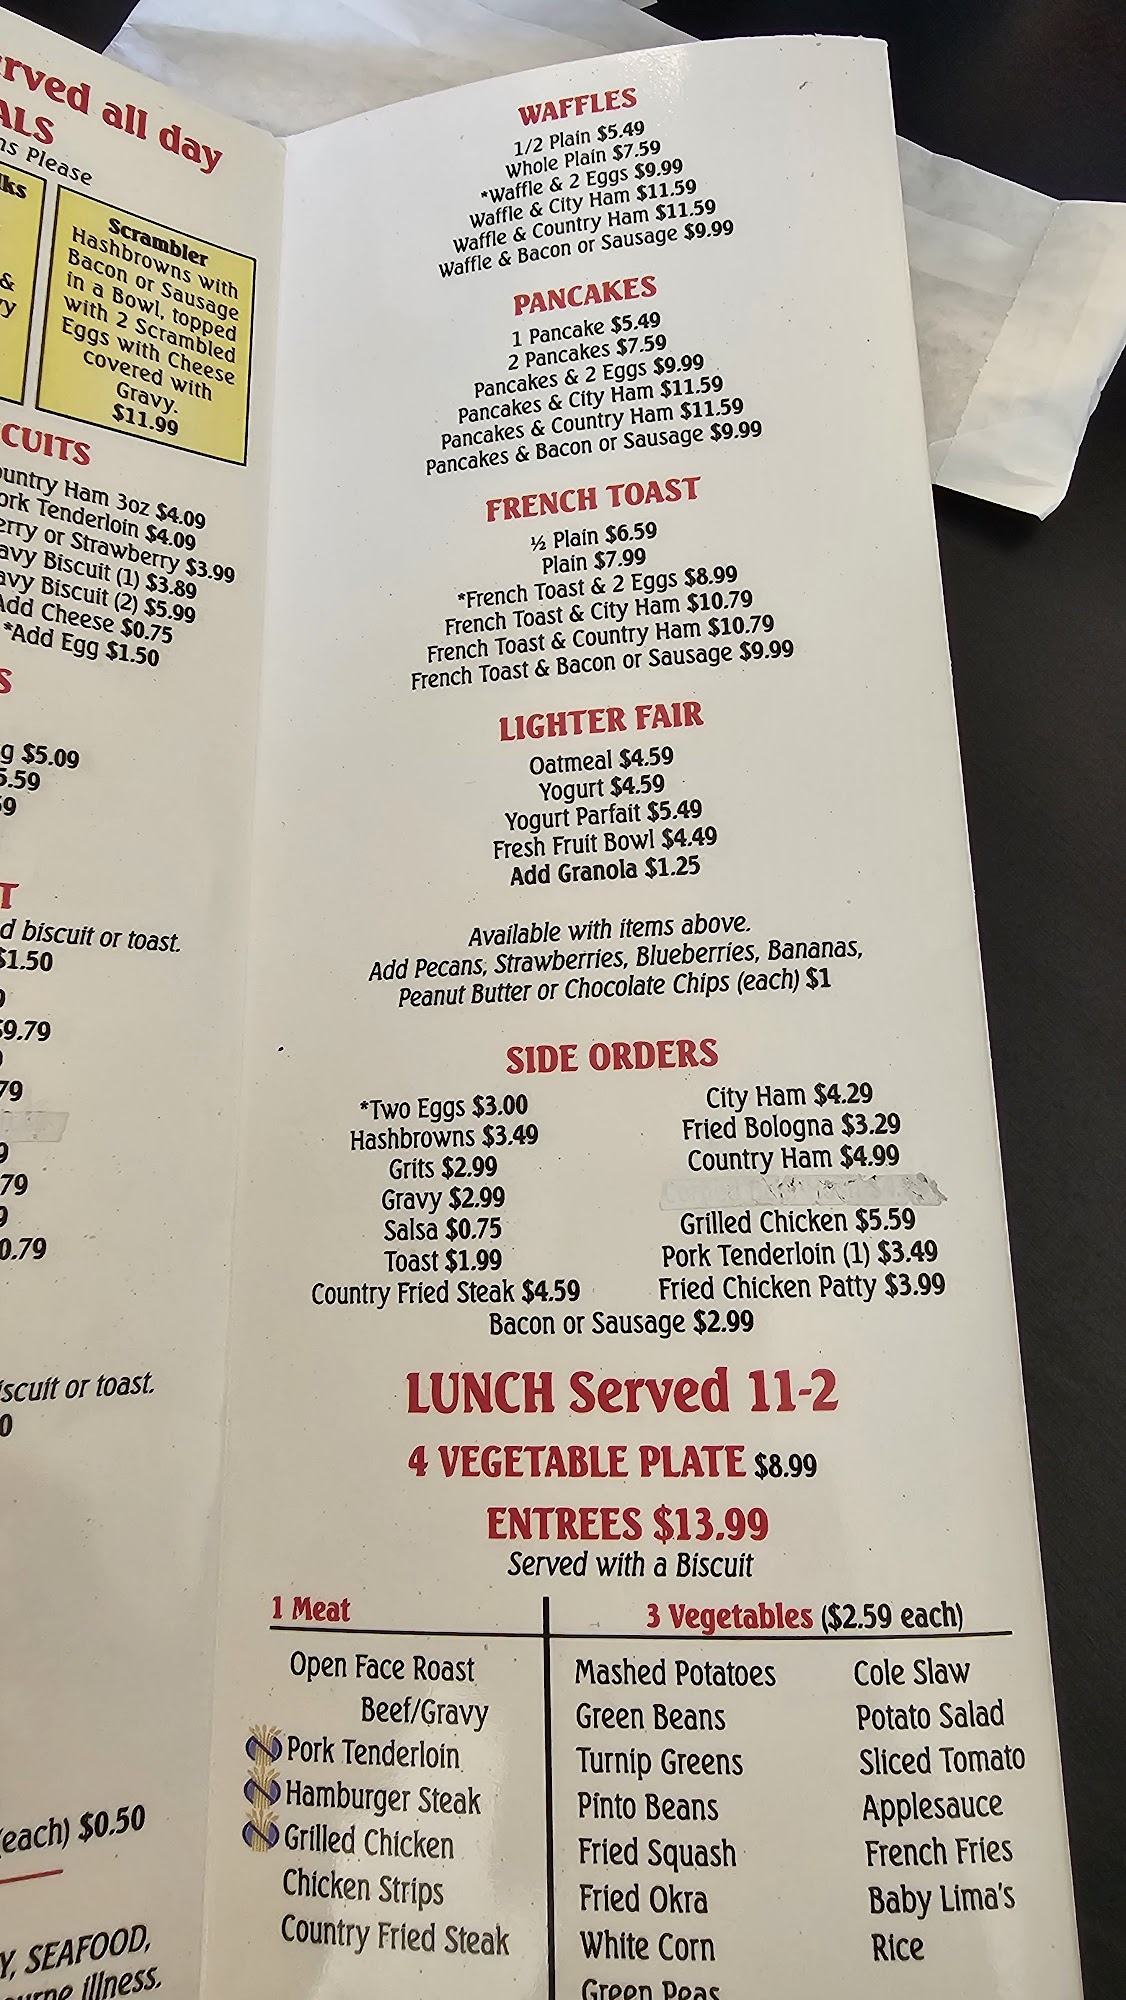 rved all day
ALS
ns Please
lks
&
ry
Scrambler
Hashbrowns with
Bacon or Sausage
in a Bowl, topped
with 2 Scrambled
Eggs with Cheese
covered with
Gravy.
$11.99
CUITS
ountry Ham 3oz $4.09
ork Tenderloin $4.09
erry or Strawberry $3.99
avy Biscuit (1) $3.89
avy Biscuit (2) $5.99
Add Cheese $0.75
*Add Egg $1.50
S
g $5.09
5.59
59
T
d biscuit or toast.
$1.50
$9.79
79
79
0.79
iscuit or toast.
0
(each) $0.50
Y, SEAFOOD,
ourne illness.
WAFFLES
1/2 Plain $5.49
Whole Plain $7.59
*Waffle & 2 Eggs $9.99
Waffle & City Ham $11.59
Waffle & Country Ham $11.59
Waffle & Bacon or Sausage $9.99
PANCAKES
1 Pancake $5.49
2 Pancakes $7.59
Pancakes & 2 Eggs $9.99
Pancakes & City Ham $11.59
Pancakes & Country Ham $11.59
Pancakes & Bacon or Sausage $9.99
FRENCH TOAST
½ Plain $6.59
Plain $7.99
*French Toast & 2 Eggs $8.99
French Toast & City Ham $10.79
French Toast & Country Ham $10.79
French Toast & Bacon or Sausage $9.99
LIGHTER FAIR
Oatmeal $4.59
Yogurt $4.59
Yogurt Parfait $5.49
Fresh Fruit Bowl $4.49
Add Granola $1.25
Available with items above.
Add Pecans, Strawberries, Blueberries, Bananas,
Peanut Butter or Chocolate Chips (each) $1
SIDE ORDERS
*Two Eggs $3.00
Hashbrowns $3.49
Grits $2.99
Gravy $2.99
Salsa $0.75
Toast $1.99
Country Fried Steak $4.59
City Ham $4.29
Fried Bologna $3.29
Country Ham $4.99
Grilled Chicken $5.59
Pork Tenderloin (1) $3.49
Fried Chicken Patty $3.99
Bacon or Sausage $2.99
LUNCH Served 11-2
4 VEGETABLE PLATE $8.99
ENTREES $13.99
Served with a Biscuit
1 Meat
Open Face Roast
Beef/Gravy
Pork Tenderloin
Hamburger Steak
Grilled Chicken
Chicken Strips
Country Fried Steak
3 Vegetables ($2.59 each)
Mashed Potatoes
Green Beans
Turnip Greens
Pinto Beans
Fried Squash
Fried Okra
White Corn
Green Peas
Cole Slaw
Potato Salad
Sliced Tomato
Applesauce
French Fries
Baby Lima's
Rice